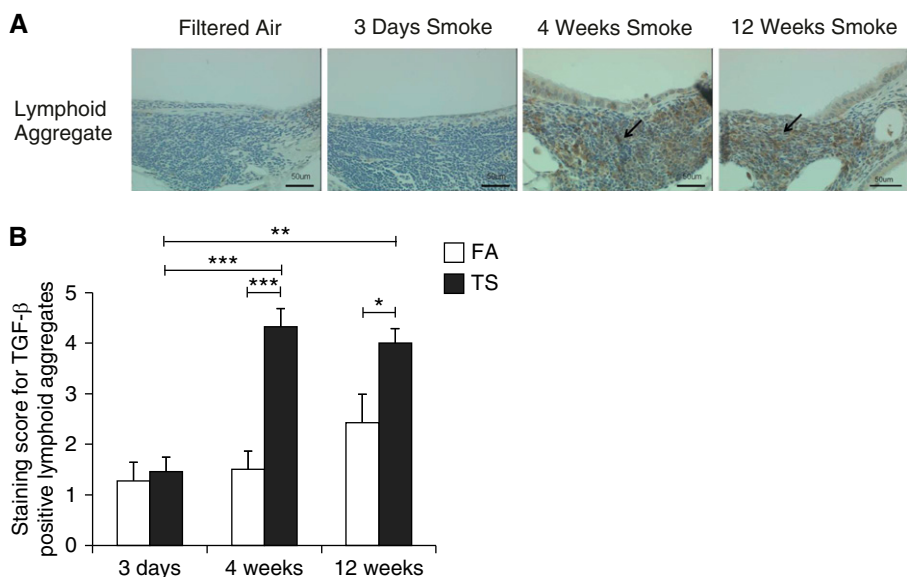 A
Filtered Air
3 Days Smoke
4 Weeks Smoke
12 Weeks Smoke
Lymphoid
Aggregate
50um
50um
50um
50um
B
**
***
***
*
FA
TS
Staining score for TGF-β
positive lymphoid aggregates
5
4
3
2
1
0
3 days
4 weeks
12 weeks